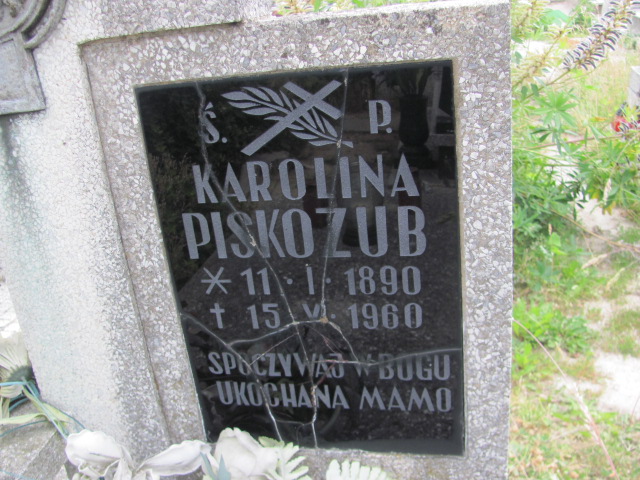 Ś. P.
KAROLINA
PISKOZUB
* 11 · I · 1890
† 15 1960
SPOCZYWAJ W BOGU
UKOCHANA MAMO